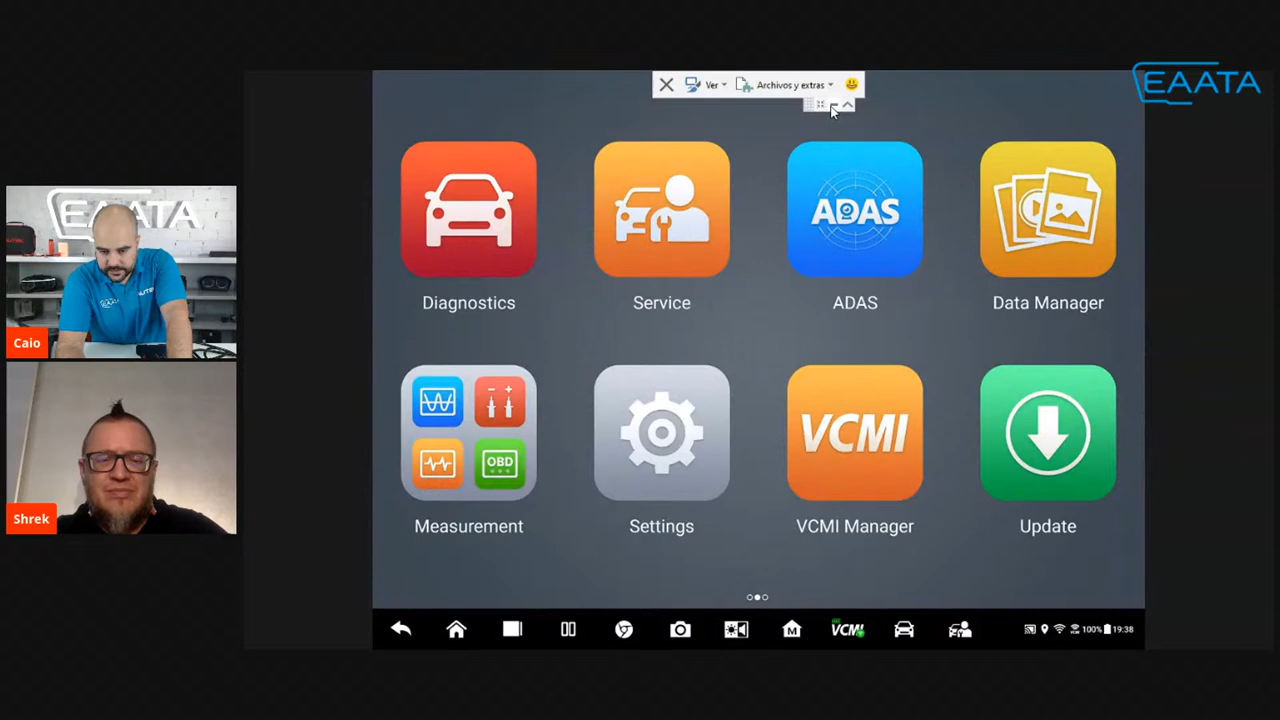 Ver
Archivos y extras
EAATA
EAATA
Caio
Shrek
ADAS
Diagnostics
Service
ADAS
Data Manager
OBD
VCMI
Measurement
Settings
VCMI Manager
Update
M
VCMI
100%
19:38